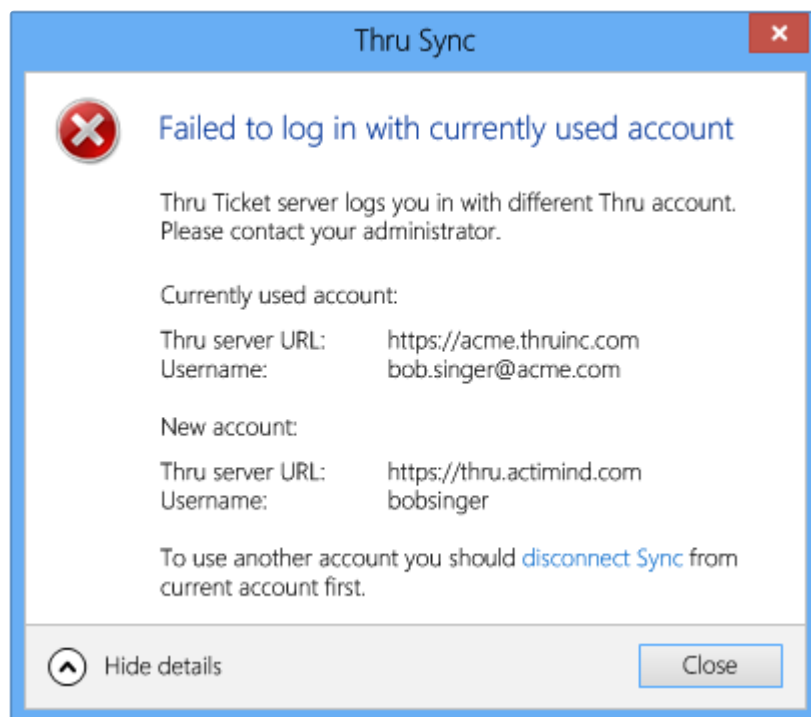 Thru Sync
Failed to log in with currently used account
Thru Ticket server logs you in with different Thru account.
Please contact your administrator.
Currently used account:
Thru server URL: https://acme.thruinc.com
Username: bob.singer@acme.com
New account:
Thru server URL: https://thru.actimind.com
Username: bobsinger
To use another account you should disconnect Sync from
current account first.
Hide details Close